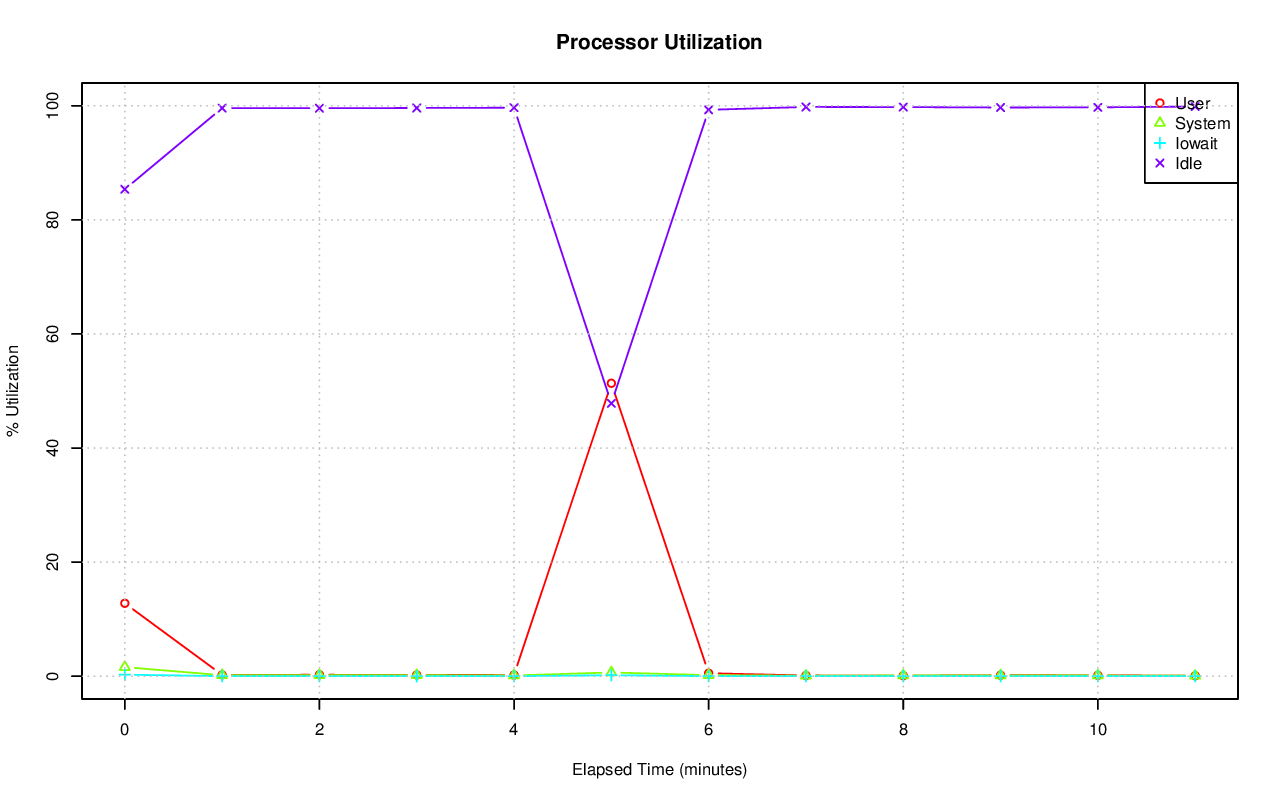 Processor Utilization
% Utilization
100
80
60
40
20
0
User
System
Iowait
Idle
0 2 4 6 8 10
Elapsed Time (minutes)